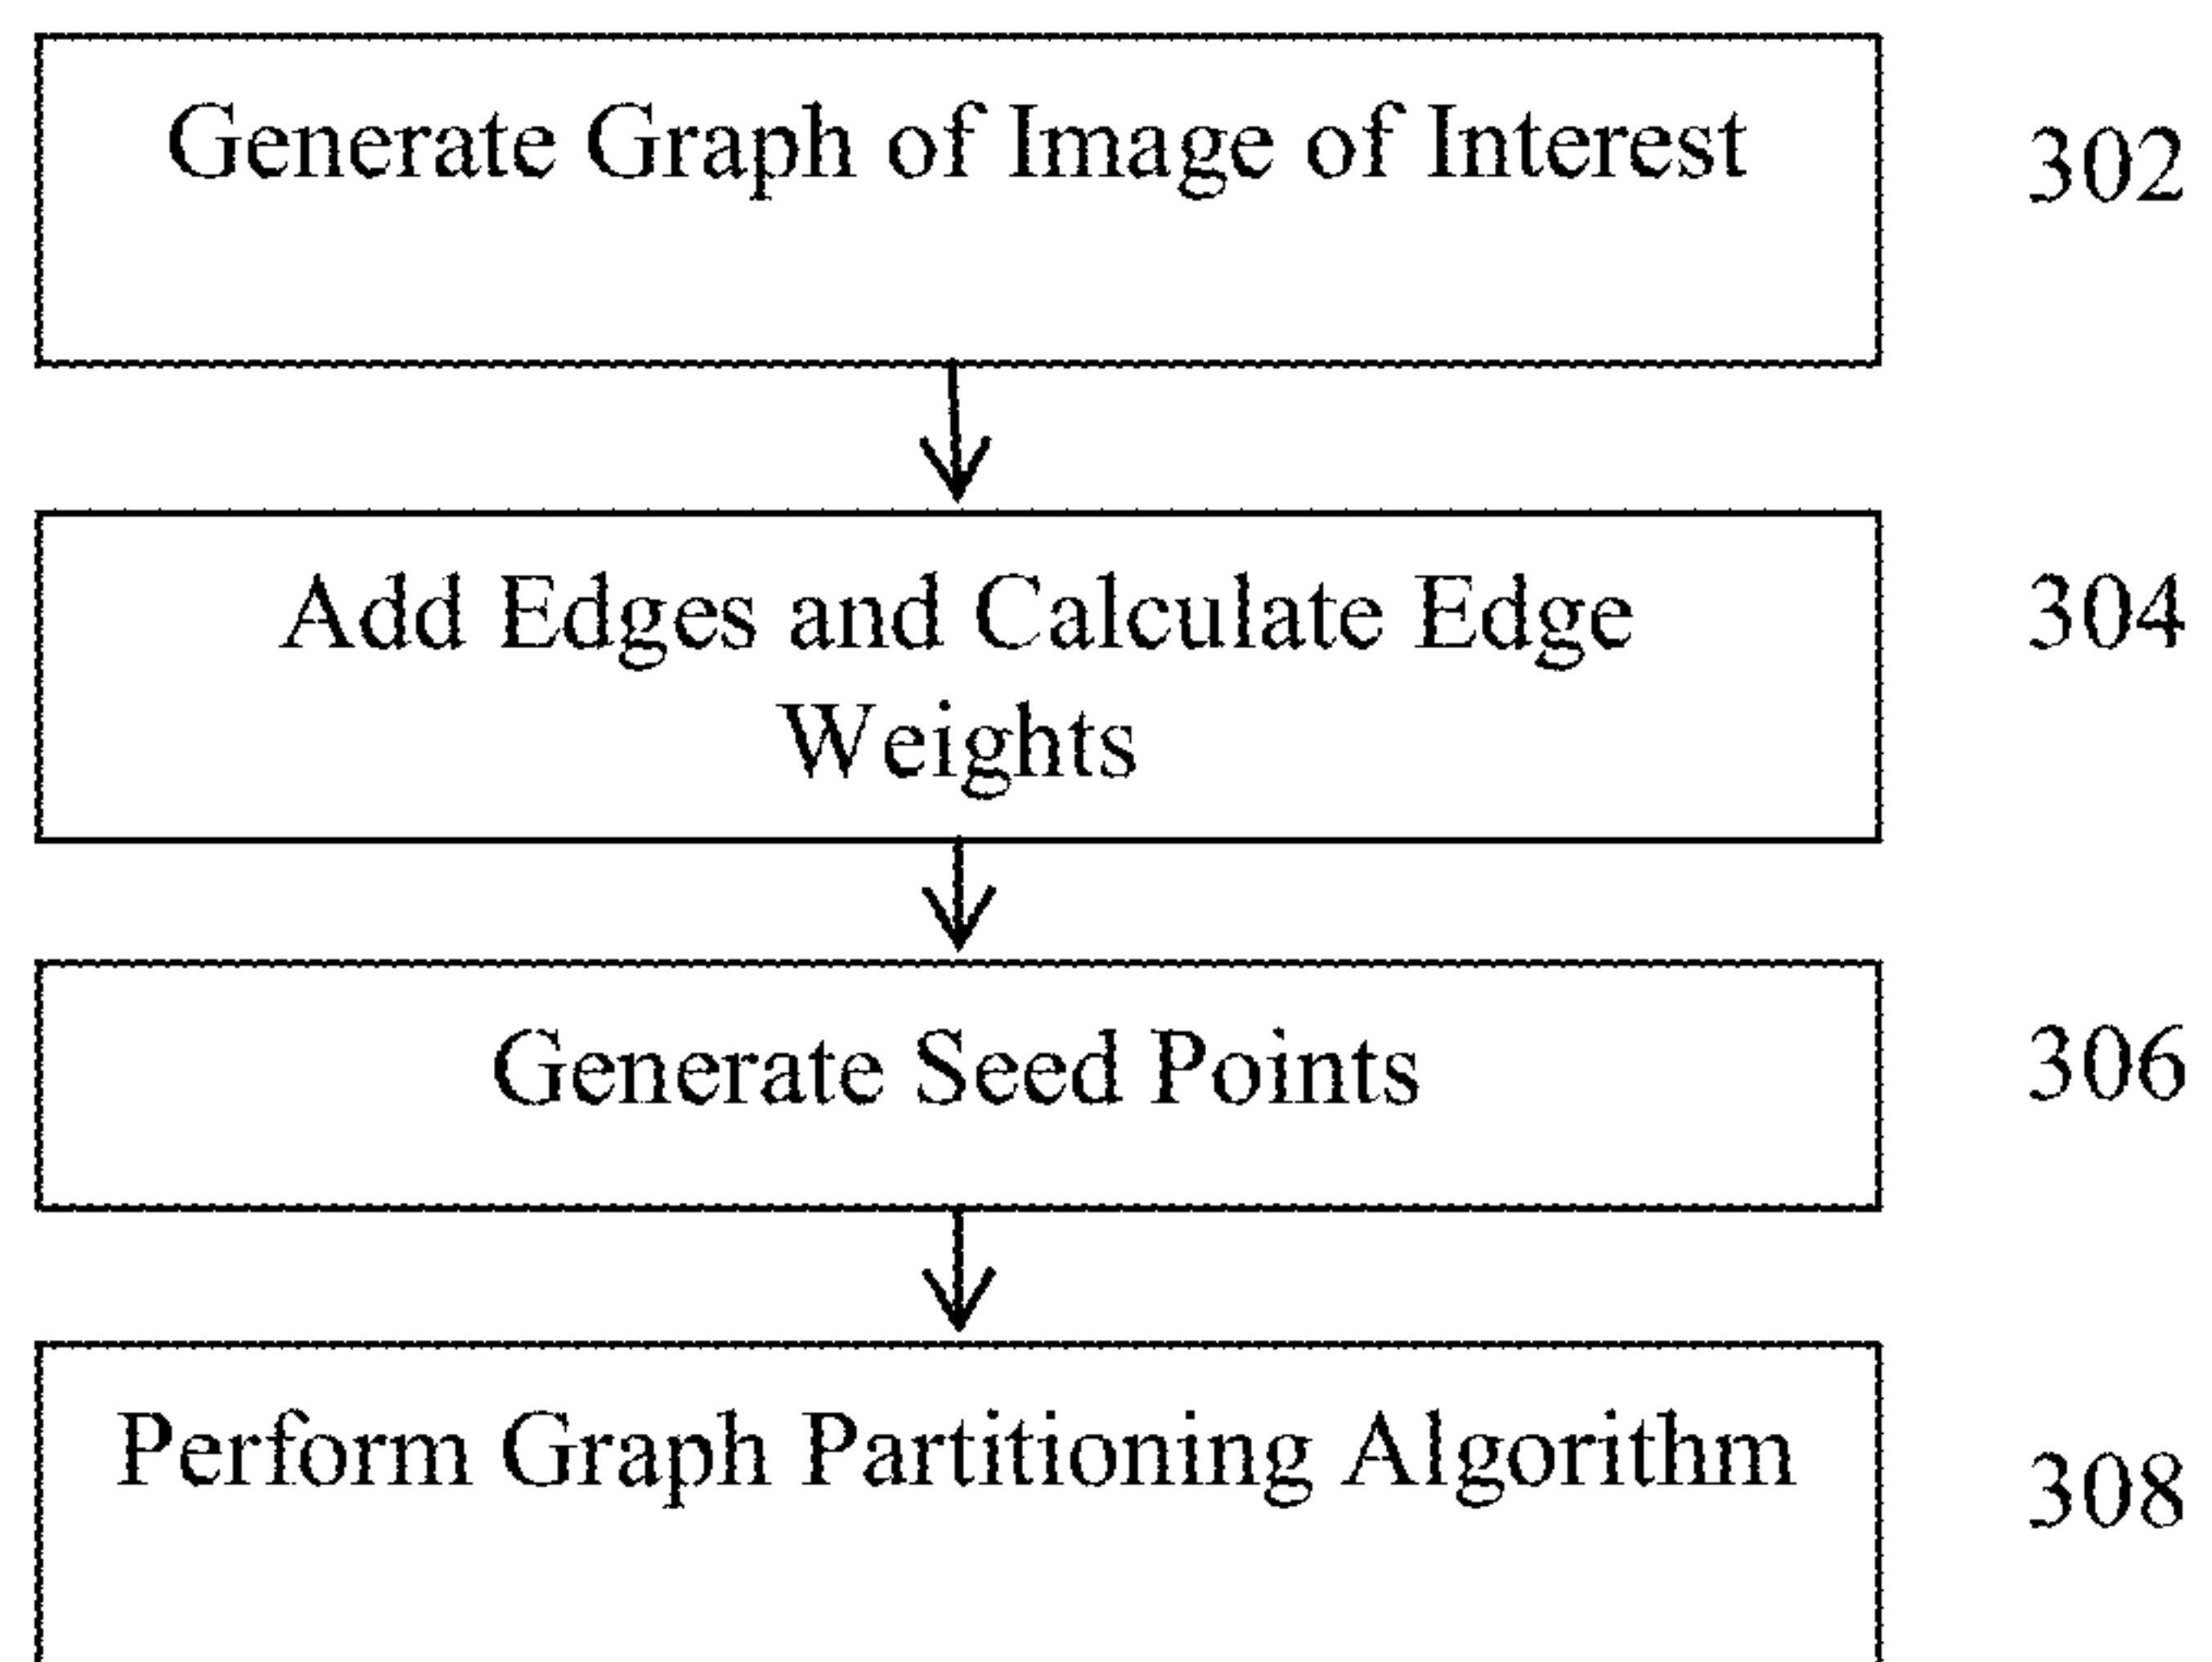 Generate Graph of Image of Interest
302
Add Edges and Calculate Edge
Weights
304
Generate Seed Points
306
Perform Graph Partitioning Algorithm
308